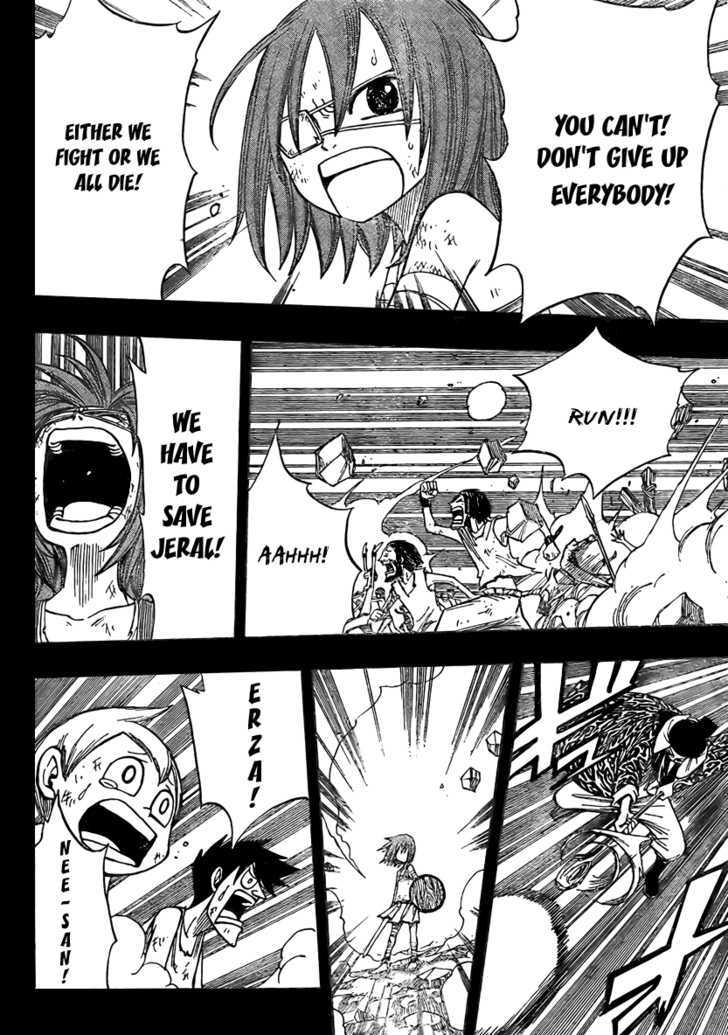 YOU CAN'T!
DON'T GIVE UP
EVERYBODY!
EITHER WE
FIGHT OR WE
ALL DIE!
RUN!!!
AAHHH!
WE
HAVE
TO
SAVE
JERAL!
ERZA!
NEE-SAN!